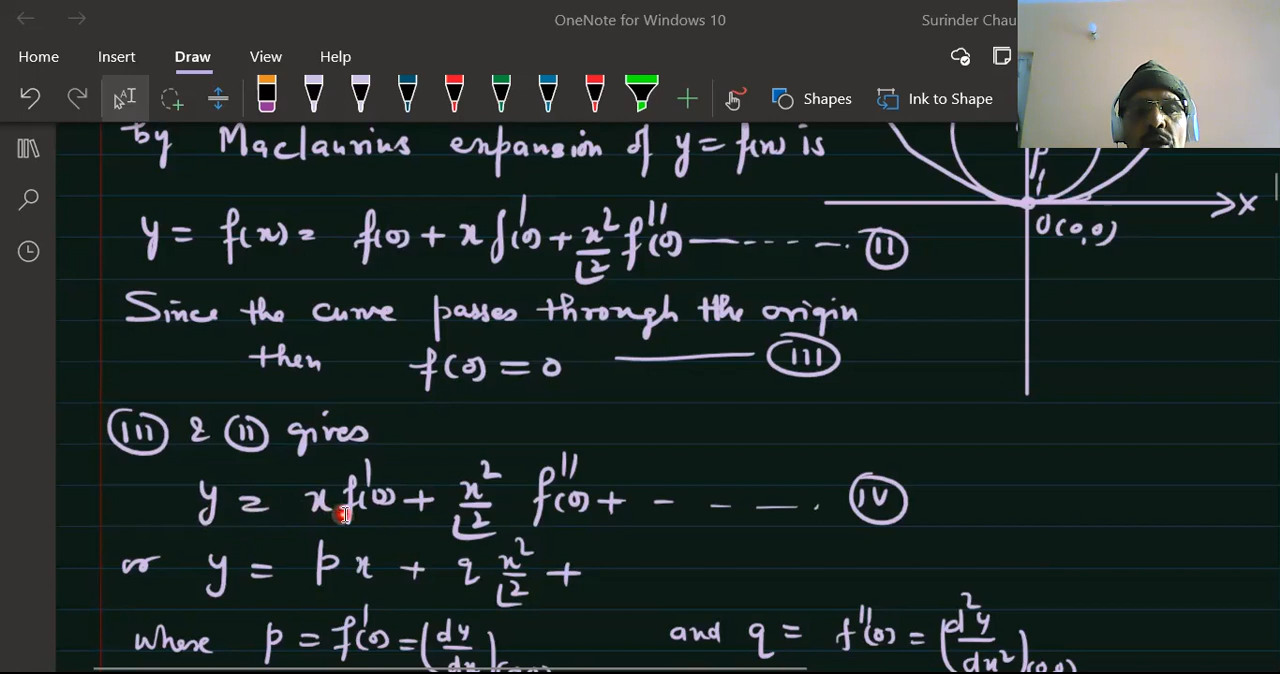 OneNote for Windows 10
Surinder Chau
Home Insert Draw View Help
Shapes Ink to Shape
by Maclaurins expansion of y = f(x) is
y = f(x) = f(0) + x f'(0) + x²/⌊2 f''(0) ------- (II)
X
O(0,0)
Since the curve passes through tthe origin
then f(0) = 0 ——— (III)
(III) & (II) gives
y = x f'(0) + x²/⌊2 f''(0) + - - - - . (IV)
or y = px + q x²/⌊2 +
where p = f'(0) = (dy/dx)(0,0) and q = f''(0) = (d²y/dx²)(0,0)